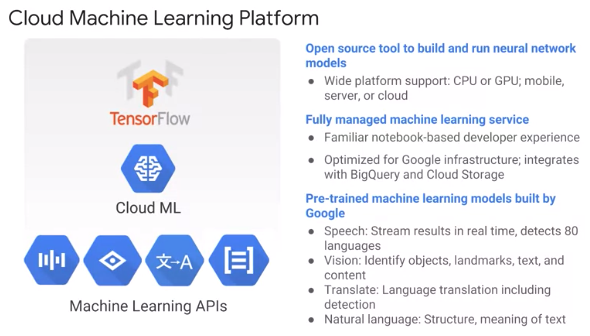 Cloud Machine Learning Platform
TensorFlow
Cloud ML
文→A
Machine Learning APIs
Open source tool to build and run neural network
models
● Wide platform support: CPU or GPU; mobile,
server, or cloud
Fully managed machine learning service
● Familiar notebook-based developer experience
● Optimized for Google infrastructure; integrates
with BigQuery and Cloud Storage
Pre-trained machine learning models built by
Google
● Speech: Stream results in real time, detects 80
languages
● Vision: Identify objects, landmarks, text, and
content
● Translate: Language translation including
detection
● Natural language: Structure, meaning of text